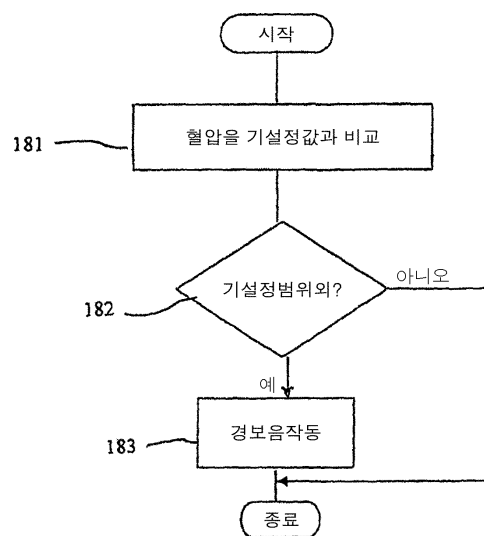 시작
181
혈압을 기설정값과 비교
182
기설정범위외?
아니오
예
183
경보음작동
종료